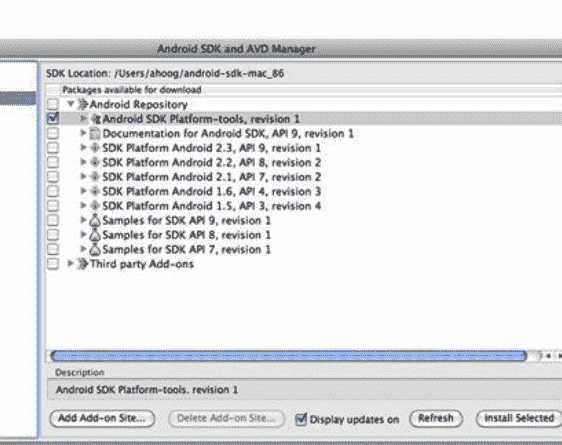 Android SDK and AVD Manager
SDK Location: /Users/ahoog/android-sdk-mac_86
Packages available for download
Android Repository
Android SDK Platform-tools, revision 1
Documentation for Android SDK, API 9, revision 1
SDK Platform Android 2.3, API 9, revision 1
SDK Platform Android 2.2, API 8, revision 2
SDK Platform Android 2.1, API 7, revision 2
SDK Platform Android 1.6, API 4, revision 3
SDK Platform Android 1.5, API 3, revision 4
Samples for SDK API 9, revision 1
Samples for SDK API 8, revision 1
Samples for SDK API 7, revision 1
Third party Add-ons
Description
Android SDK Platform-tools, revision 1
Add Add-on Site... Delete Add-on Site... Display updates on Refresh Install Selected